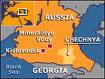 RUSSIA
Mineralnye
Vody
CHECHNYA
Kislovodsk
Black
Sea
GEORGIA